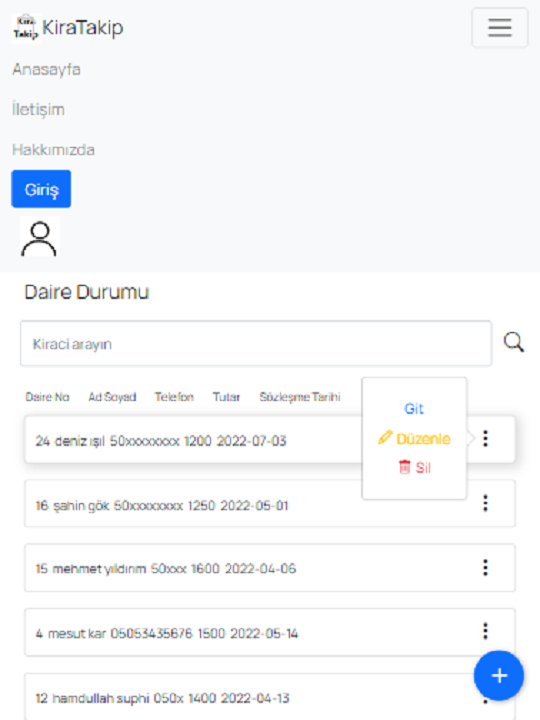 Kira Takip KiraTakip
Anasayfa
İletişim
Hakkımızda
Giriş
Daire Durumu
Kiraci arayın
Daire No Ad Soyad Telefon Tutar Sözleşme Tarihi
Git
Düzenle
Sil
24 deniz ışıl 50xxxxxxxx 1200 2022-07-03
16 şahin gök 50xxxxxxxx 1250 2022-05-01
15 mehmet yıldırım 50xxx 1600 2022-04-06
4 mesut kar 05053435676 1500 2022-05-14
12 hamdullah suphi 050x 1400 2022-04-13